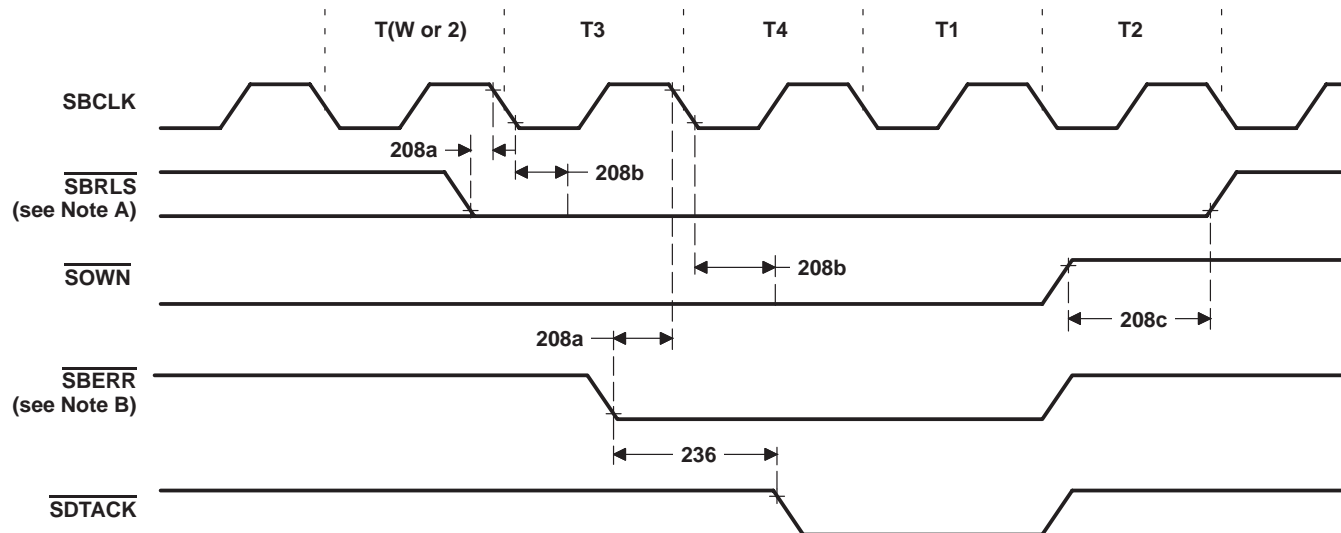 T(W or 2) T3 T4 T1 T2
SBCLK
208a
208b
SBRLS
(see Note A)
SOWN
208b
208c
208a
SBERR
(see Note B)
236
SDTACK